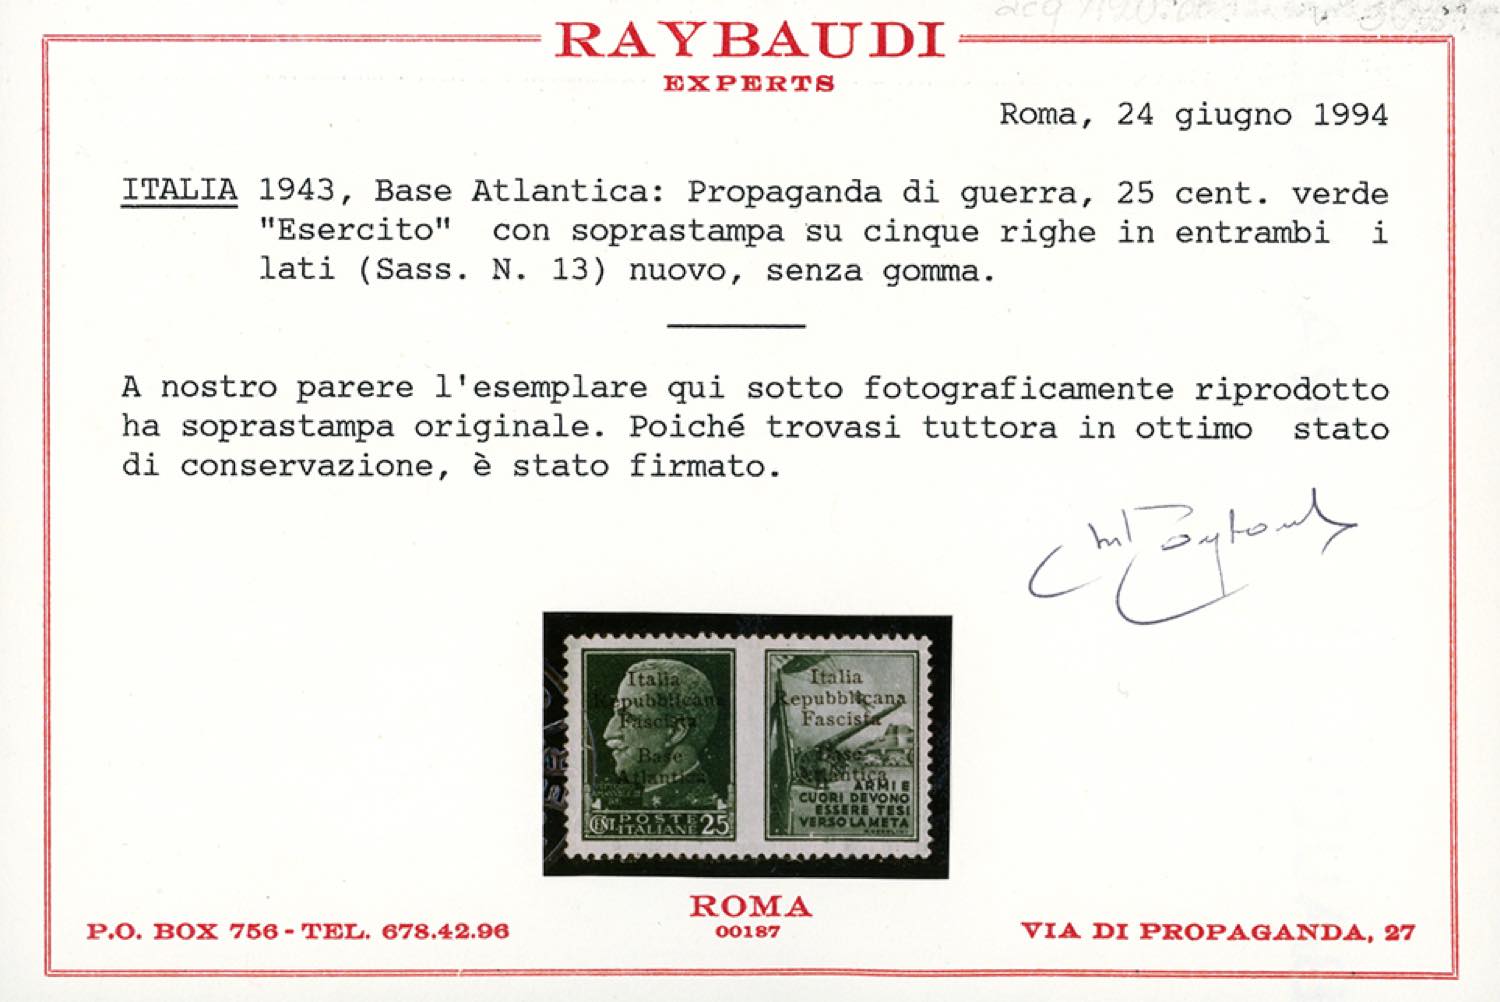 RAYBAUDI
EXPERTS
Roma, 24 giugno 1994
ITALIA 1943, Base Atlantica: Propaganda di guerra, 25 cent. verde
"Esercito" con soprastampa su cinque righe in entrambi i
lati (Sass. N. 13) nuovo, senza gomma.
A nostro parere l'esemplare qui sotto fotograficamente riprodotto
ha soprastampa originale. Poiché trovasi tuttora in ottimo stato
di conservazione, è stato firmato.
Italia
Repubblicana
Fascista
Base
Atlantica
CENT. POSTE
ITALIANE 25
Italia
Repubblicana
Fascista
Base
Atlantica
ARMI E
CUORI DEVONO
ESSERE TESI
VERSO LA META
ROMA
00187
P.O. BOX 756 - TEL. 678.42.96
VIA DI PROPAGANDA, 27